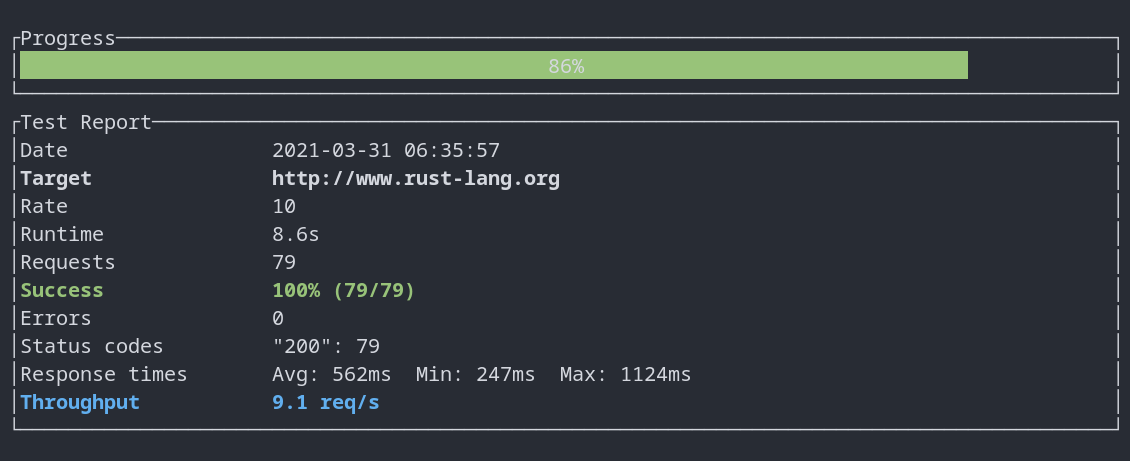 Progress
86%
Test Report
Date 2021-03-31 06:35:57
Target http://www.rust-lang.org
Rate 10
Runtime 8.6s
Requests 79
Success 100% (79/79)
Errors 0
Status codes "200": 79
Response times Avg: 562ms Min: 247ms Max: 1124ms
Throughput 9.1 req/s